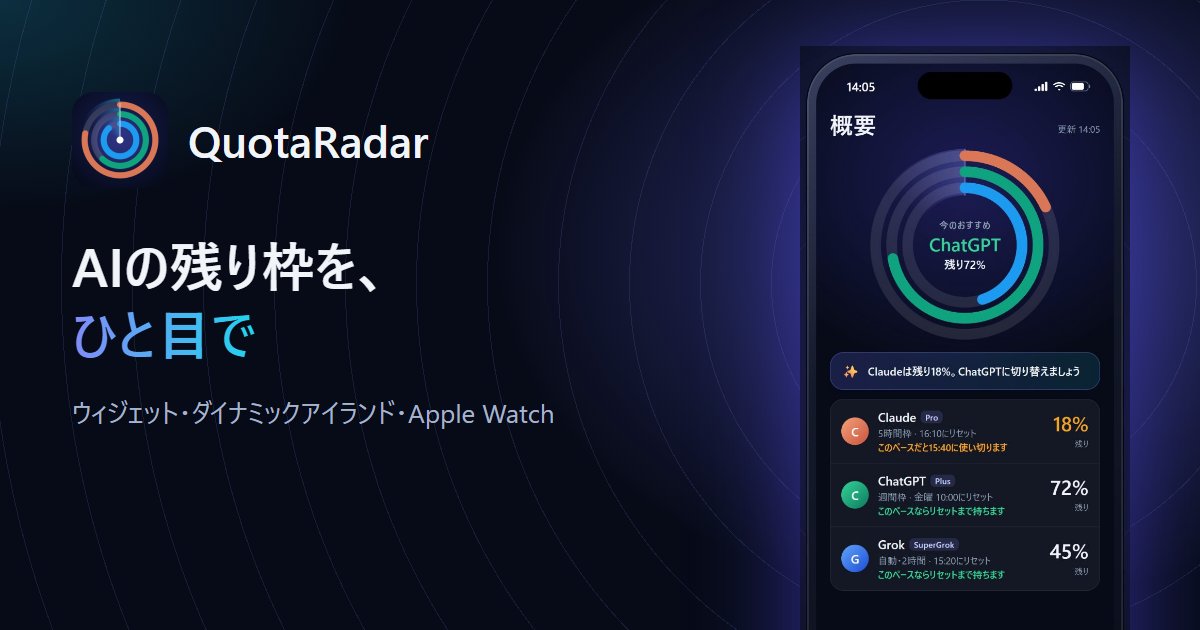 QuotaRadar
AIの残り枠を、
ひと目で
ウィジェット・ダイナミックアイランド・Apple Watch
14:05
概要
更新 14:05
今のおすすめ
ChatGPT
残り72%
Claudeは残り18%。ChatGPTに切り替えましょう
C
Claude Pro
5時間枠 · 16:10にリセット
このペースだと15:40に使い切ります
18%
残り
C
ChatGPT Plus
週間枠 · 金曜 10:00にリセット
このペースならリセットまで持ちます
72%
残り
G
Grok SuperGrok
自動・2時間 · 15:20にリセット
このペースならリセットまで持ちます
45%
残り